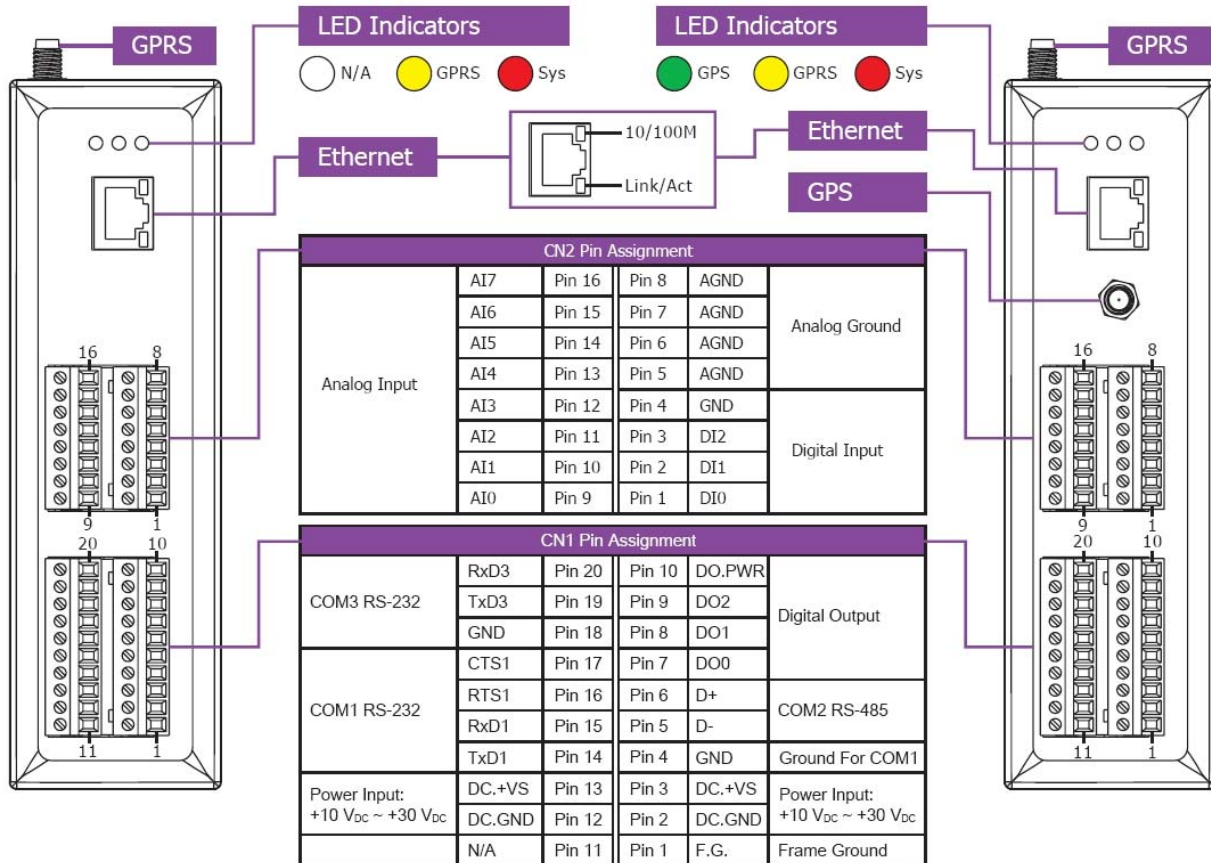 GPRS
LED Indicators
LED Indicators
GPRS
N/A GPRS Sys
GPS GPRS Sys
Ethernet
10/100M
Link/Act
Ethernet
GPS
CN2 Pin Assignment
Analog Input
AI7 Pin 16 Pin 8 AGND
AI6 Pin 15 Pin 7 AGND
AI5 Pin 14 Pin 6 AGND
AI4 Pin 13 Pin 5 AGND
Analog Ground
AI3 Pin 12 Pin 4 GND
AI2 Pin 11 Pin 3 DI2
AI1 Pin 10 Pin 2 DI1
AI0 Pin 9 Pin 1 DI0
Digital Input
16 8
9 1
20 10
11 1
16 8
9 1
20 10
11 1
CN1 Pin Assignment
COM3 RS-232
RxD3 Pin 20 Pin 10 DO.PWR
TxD3 Pin 19 Pin 9 DO2
GND Pin 18 Pin 8 DO1
CTS1 Pin 17 Pin 7 DO0
Digital Output
COM1 RS-232
RTS1 Pin 16 Pin 6 D+
RxD1 Pin 15 Pin 5 D-
COM2 RS-485
TxD1 Pin 14 Pin 4 GND Ground For COM1
Power Input:
+10 VDC ~ +30 VDC
DC.+VS Pin 13 Pin 3 DC.+VS
DC.GND Pin 12 Pin 2 DC.GND
Power Input:
+10 VDC ~ +30 VDC
N/A Pin 11 Pin 1 F.G. Frame Ground